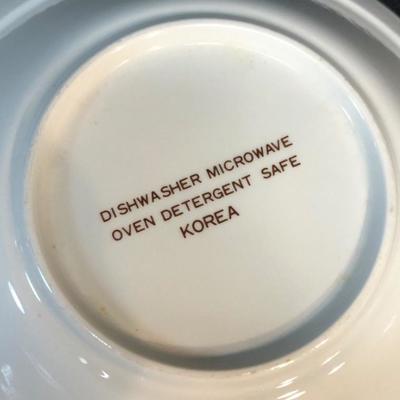 DISHWASHER MICROWAVE
OVEN DETERGENT SAFE
KOREA